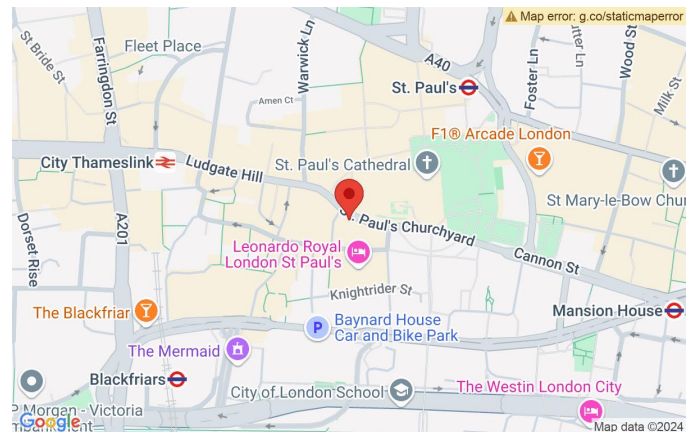 Map error: g.co/staticmaperror
St Bride St
Farringdon St
Fleet Place
Warwick Ln
A40
Foster Ln
Wood St
Milk St
Amen Ct
St. Paul's
F1® Arcade London
City Thameslink
Ludgate Hill
St. Paul's Cathedral
St Mary-le-Bow Chur
Dorset Rise
A201
St. Paul's Churchyard
Leonardo Royal
London St Paul's
Cannon St
Knightrider St
The Blackfriar
P
Baynard House
Car and Bike Park
Mansion House
The Mermaid
Blackfriars
City of London School
The Westin London City
P Morgan - Victoria
Google
Map data ©2024